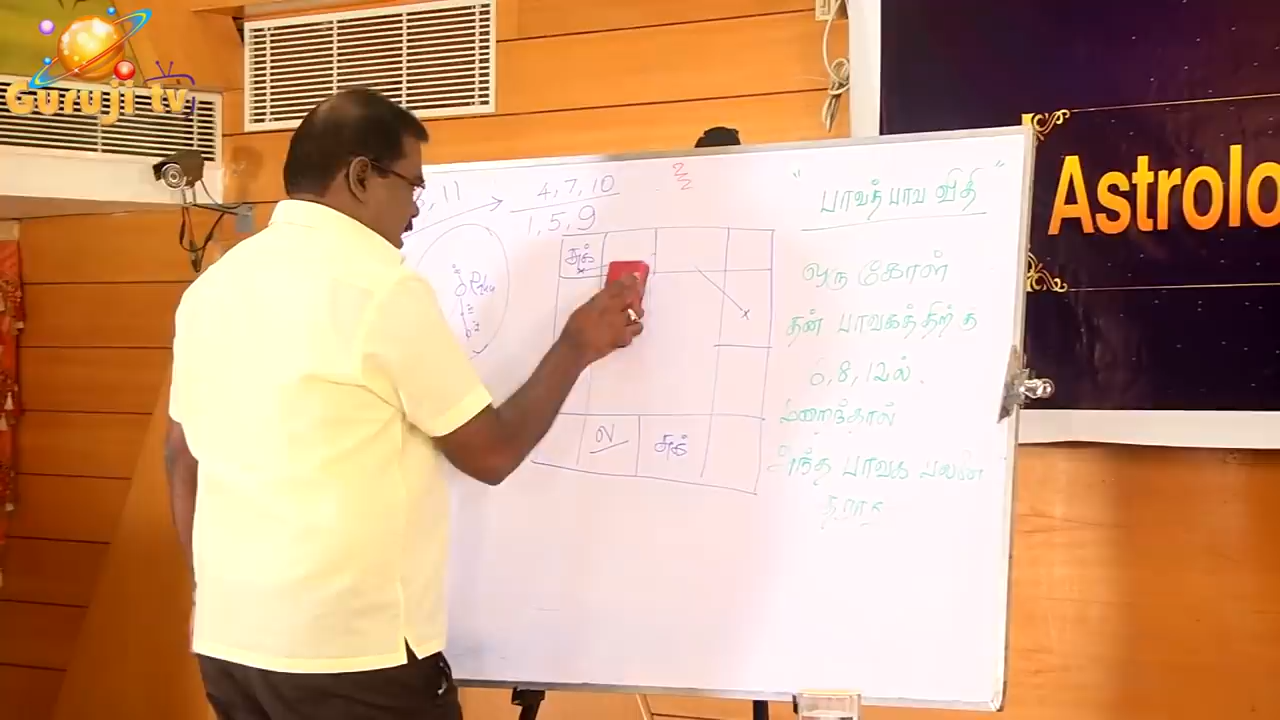 Guruji tv
Astrolo
, 11
4, 7, 10
1, 5, 9
சுக்
ல
சுக்
"பாவத் பாவ விதி"
ஒரு கோள்
தன் பாவகத்திற்கு
6, 8, 12ல்.
மறைந்தால்
அந்த பாவக பலன்
தராது